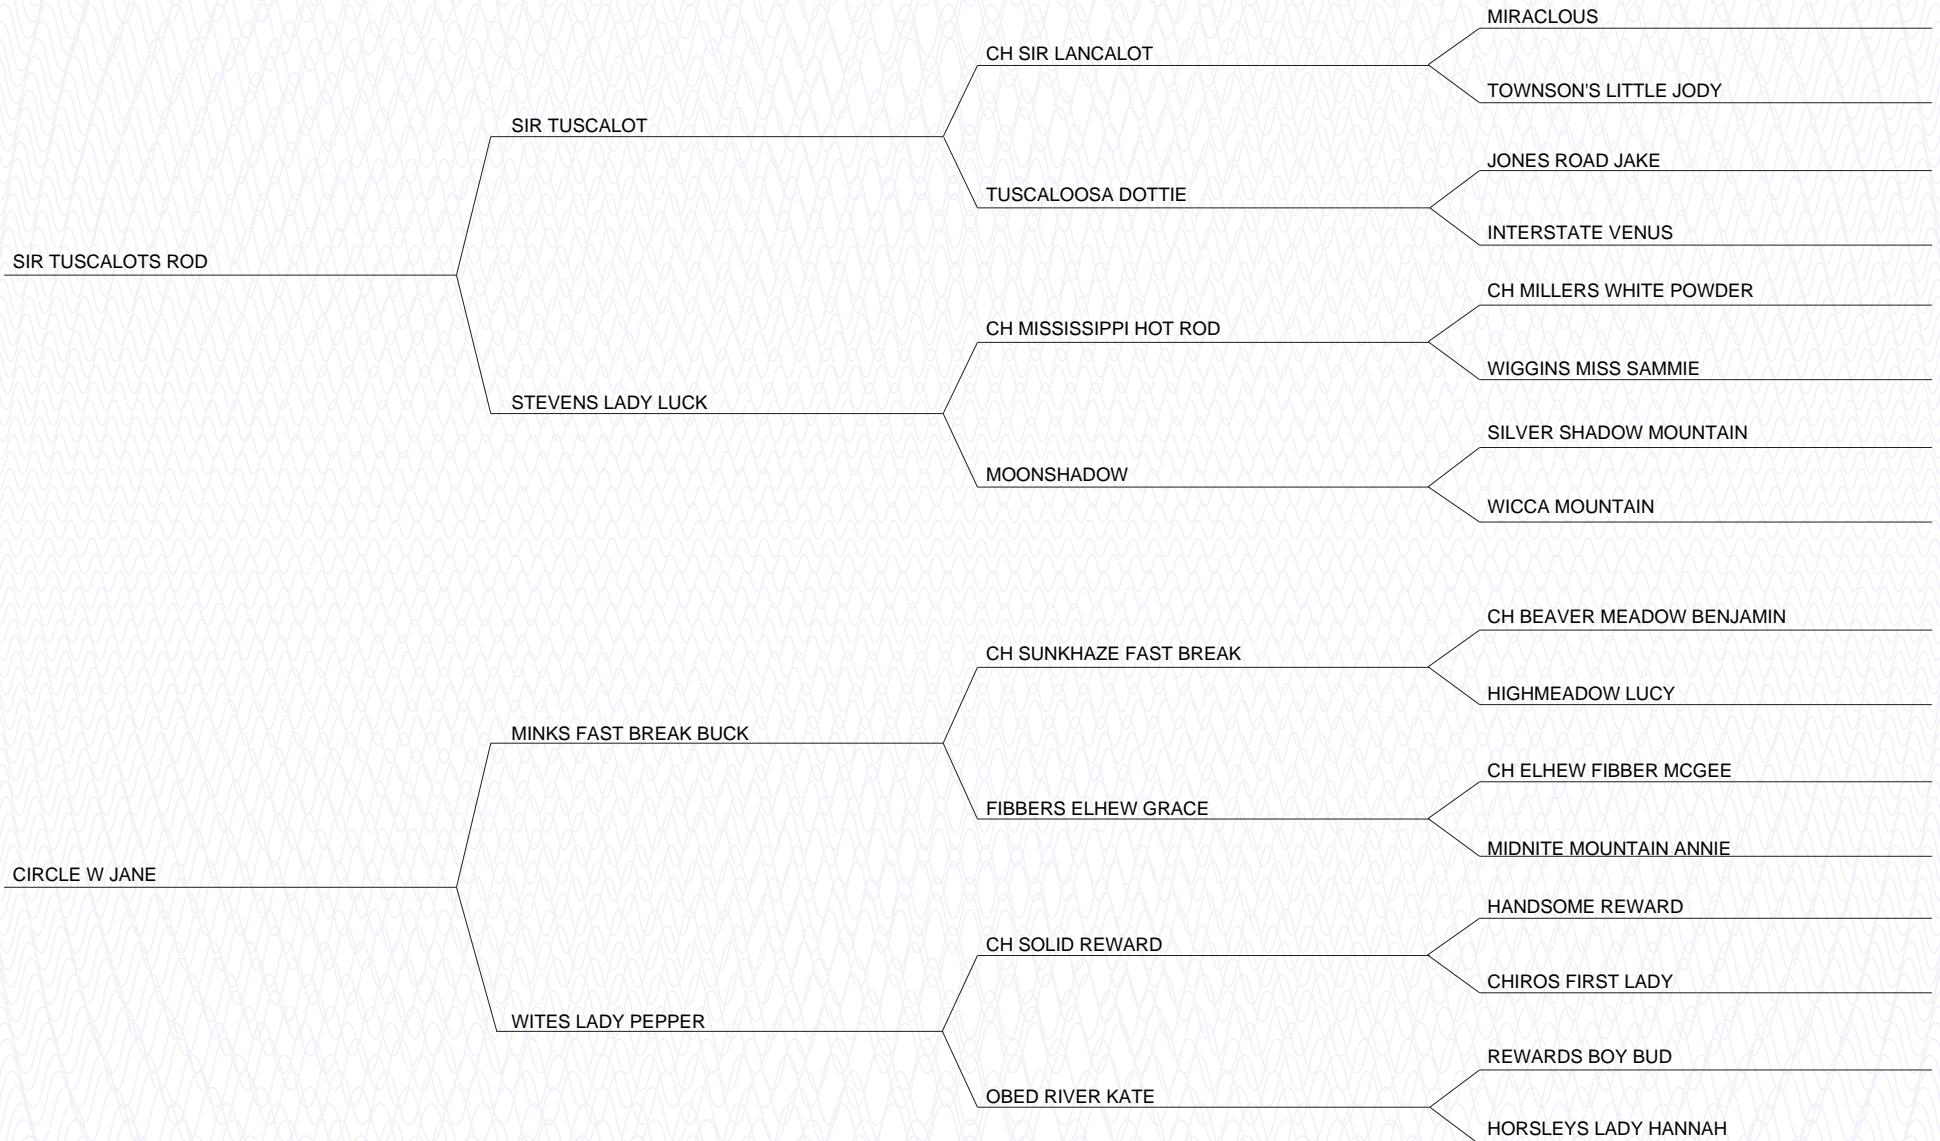 MIRACLOUS
CH SIR LANCALOT
TOWNSON'S LITTLE JODY
SIR TUSCALOT
JONES ROAD JAKE
TUSCALOOSA DOTTIE
INTERSTATE VENUS
SIR TUSCALOTS ROD
CH MILLERS WHITE POWDER
CH MISSISSIPPI HOT ROD
WIGGINS MISS SAMMIE
STEVENS LADY LUCK
SILVER SHADOW MOUNTAIN
MOONSHADOW
WICCA MOUNTAIN
CH BEAVER MEADOW BENJAMIN
CH SUNKHAZE FAST BREAK
HIGHMEADOW LUCY
MINKS FAST BREAK BUCK
CH ELHEW FIBBER MCGEE
FIBBERS ELHEW GRACE
MIDNITE MOUNTAIN ANNIE
CIRCLE W JANE
HANDSOME REWARD
CH SOLID REWARD
CHIROS FIRST LADY
WITES LADY PEPPER
REWARDS BOY BUD
OBED RIVER KATE
HORSLEYS LADY HANNAH